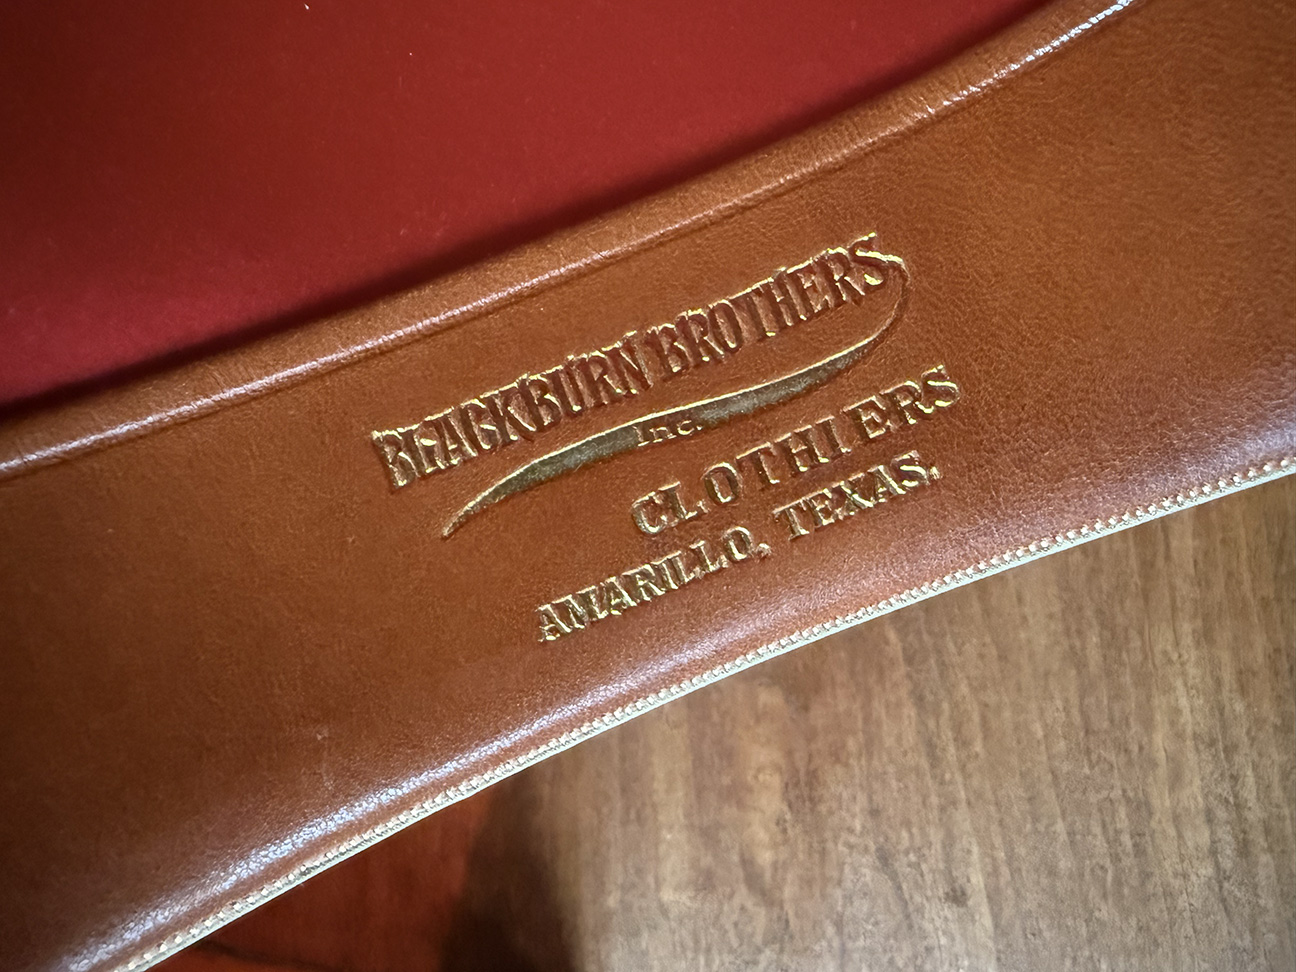 BLACKBURN BROTHERS
Inc.
CLOTHIERS
AMARILLO, TEXAS.